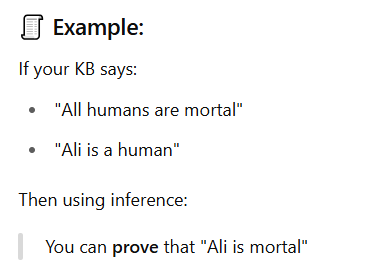 Example:
If your KB says:
• "All humans are mortal"
• "Ali is a human"
Then using inference:
You can prove that "Ali is mortal"